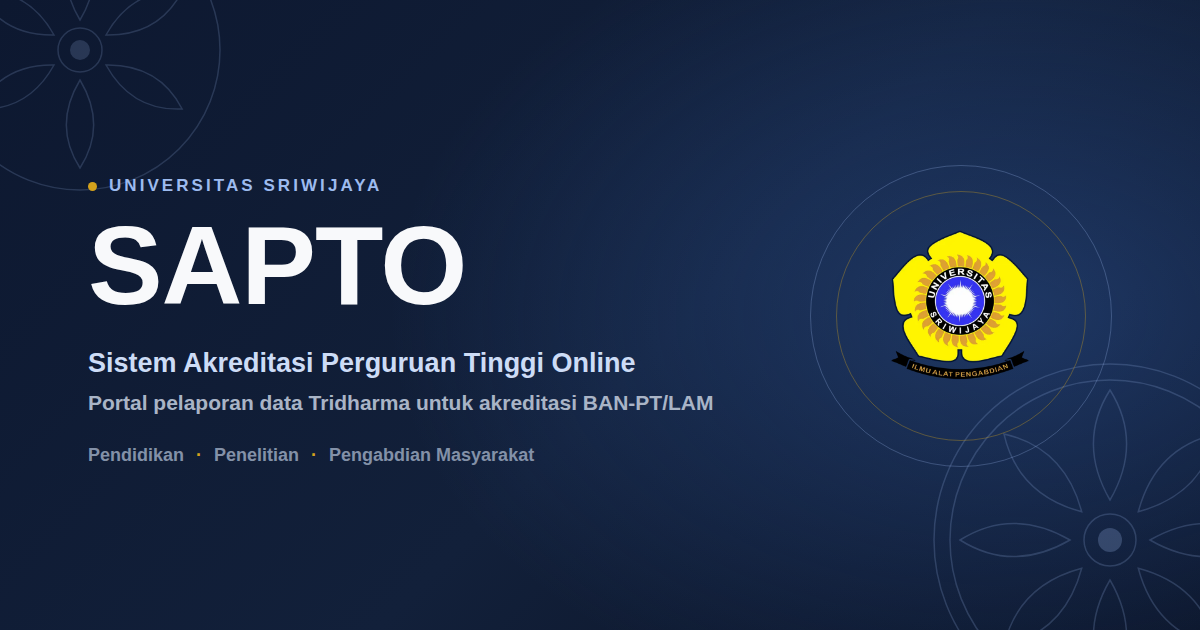 UNIVERSITAS SRIWIJAYA
SAPTO
Sistem Akreditasi Perguruan Tinggi Online
Portal pelaporan data Tridharma untuk akreditasi BAN-PT/LAM
Pendidikan · Penelitian · Pengabdian Masyarakat
UNIVERSITAS
SRIWIJAYA
ILMU ALAT PENGABDIAN